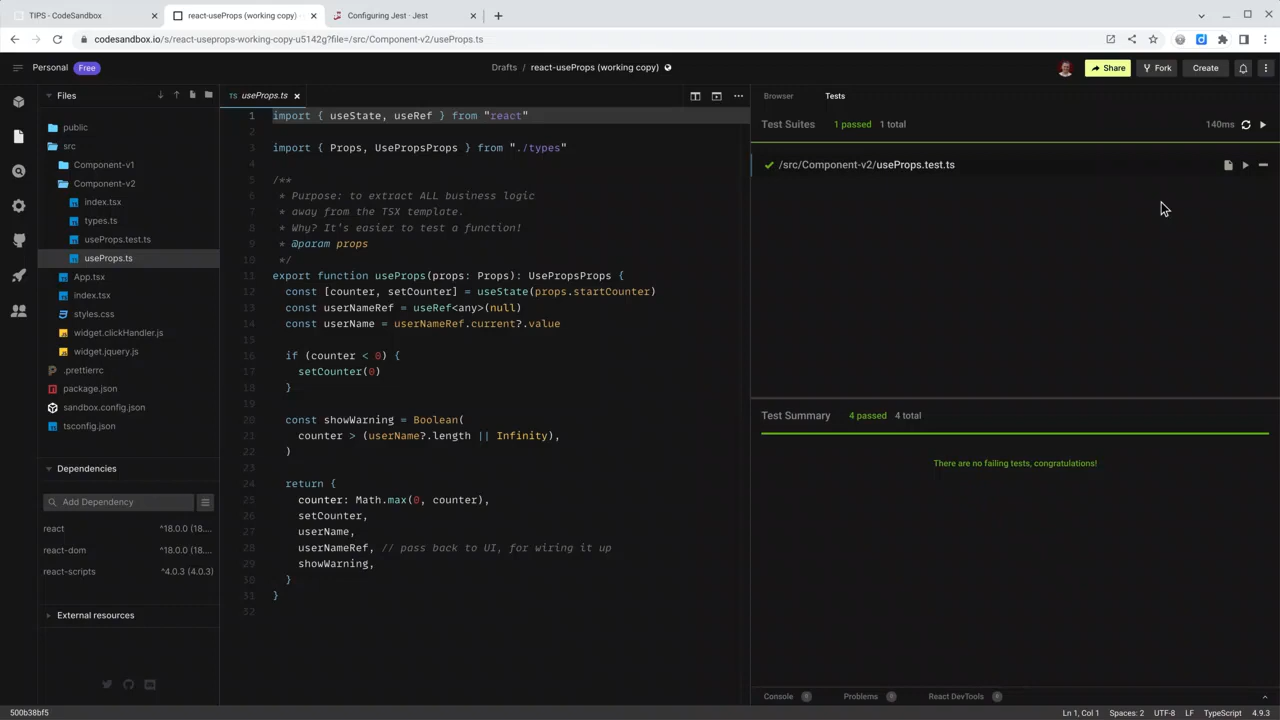 TIPS - CodeSandbox
react-useProps (working copy)
Configuring Jest · Jest
codesandbox.io/s/react-useprops-working-copy-u5142g?file=/src/Component-v2/useProps.ts
Personal Free
Drafts / react-useProps (working copy)
Share
Fork
Create
Files
public
src
Component-v1
Component-v2
index.tsx
types.ts
useProps.test.ts
useProps.ts
App.tsx
index.tsx
styles.css
widget.clickHandler.js
widget.jquery.js
.prettierrc
package.json
sandbox.config.json
tsconfig.json
Dependencies
Add Dependency
react ^18.0.0 (18....
react-dom ^18.0.0 (18....
react-scripts ^4.0.3 (4.0.3)
External resources
TS useProps.ts
1 import { useState, useRef } from "react"
2
3 import { Props, UsePropsProps } from "./types"
4
5 /**
6 * Purpose: to extract ALL business logic
7 * away from the TSX template.
8 * Why? It's easier to test a function!
9 * @param props
10 */
11 export function useProps(props: Props): UsePropsProps {
12 const [counter, setCounter] = useState(props.startCounter)
13 const userNameRef = useRef<any>(null)
14 const userName = userNameRef.current?.value
15
16 if (counter < 0) {
17 setCounter(0)
18 }
19
20 const showWarning = Boolean(
21 counter > (userName?.length || Infinity),
22 )
23
24 return {
25 counter: Math.max(0, counter),
26 setCounter,
27 userName,
28 userNameRef, // pass back to UI, for wiring it up
29 showWarning,
30 }
31 }
32
Browser
Tests
Test Suites 1 passed 1 total
140ms
/src/Component-v2/useProps.test.ts
Test Summary 4 passed 4 total
There are no failing tests, congratulations!
Console 0
Problems 0
React DevTools 0
500b38bf5
Ln 1, Col 1
Spaces: 2
UTF-8
LF
TypeScript
4.9.3